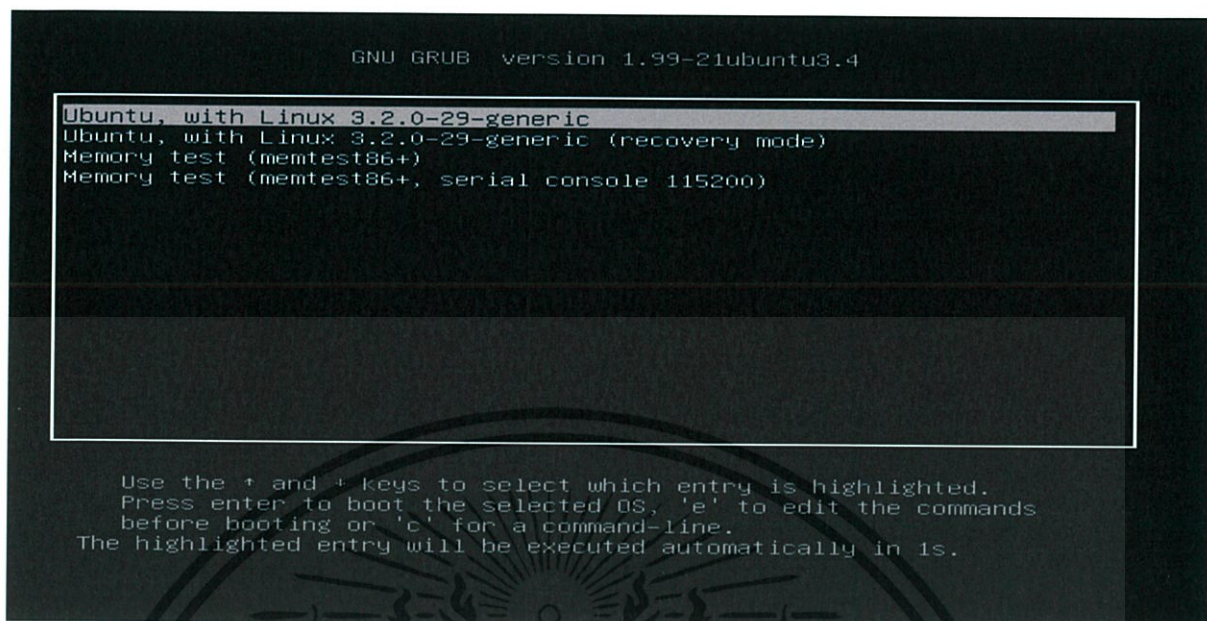 GNU GRUB version 1.99-21ubuntu3.4
Ubuntu, with Linux 3.2.0-29-generic
Ubuntu, with Linux 3.2.0-29-generic (recovery mode)
Memory test (memtest86+)
Memory test (memtest86+, serial console 115200)
Use the ↑ and ↓ keys to select which entry is highlighted.
Press enter to boot the selected OS, 'e' to edit the commands
before booting or 'c' for a command-line.
The highlighted entry will be executed automatically in 1s.